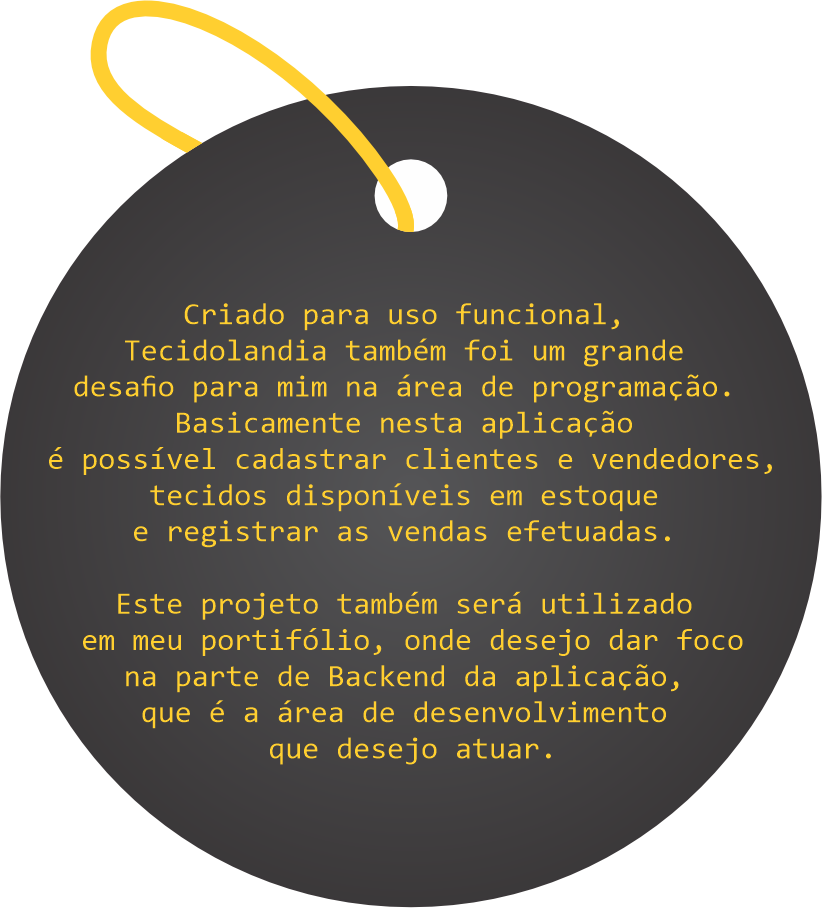 Criado para uso funcional,
Tecidolandia também foi um grande
desafio para mim na área de programação.
Basicamente nesta aplicação
é possível cadastrar clientes e vendedores,
tecidos disponíveis em estoque
e registrar as vendas efetuadas.
Este projeto também será utilizado
em meu portifólio, onde desejo dar foco
na parte de Backend da aplicação,
que é a área de desenvolvimento
que desejo atuar.